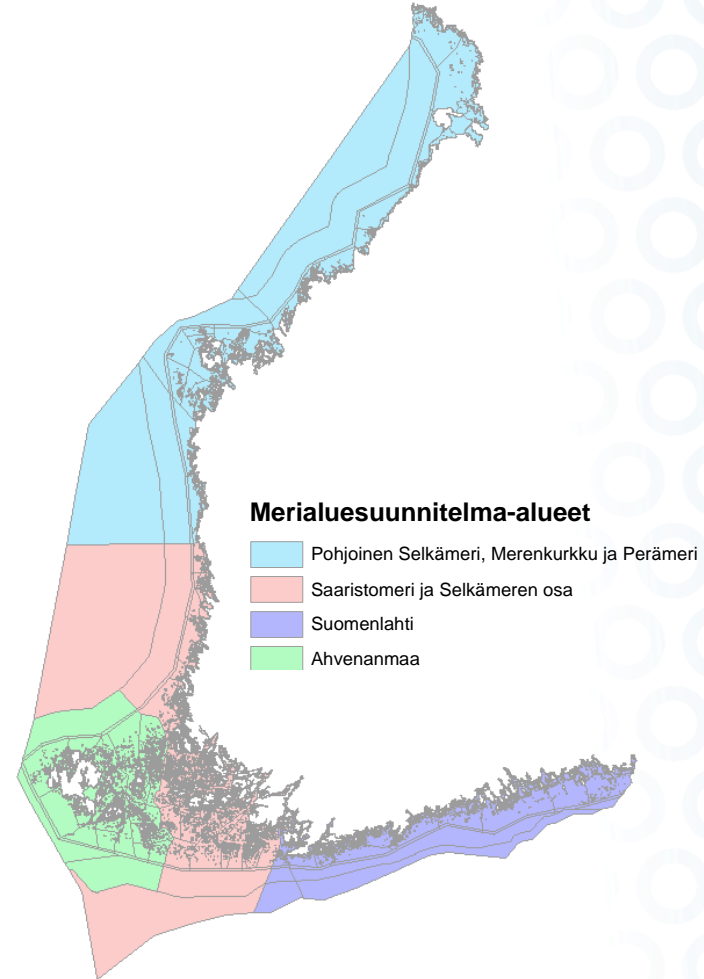 Merialuesuunnitelma-alueet
Pohjoinen Selkämeri, Merenkurkku ja Perämeri
Saaristomeri ja Selkämeren osa
Suomenlahti
Ahvenanmaa